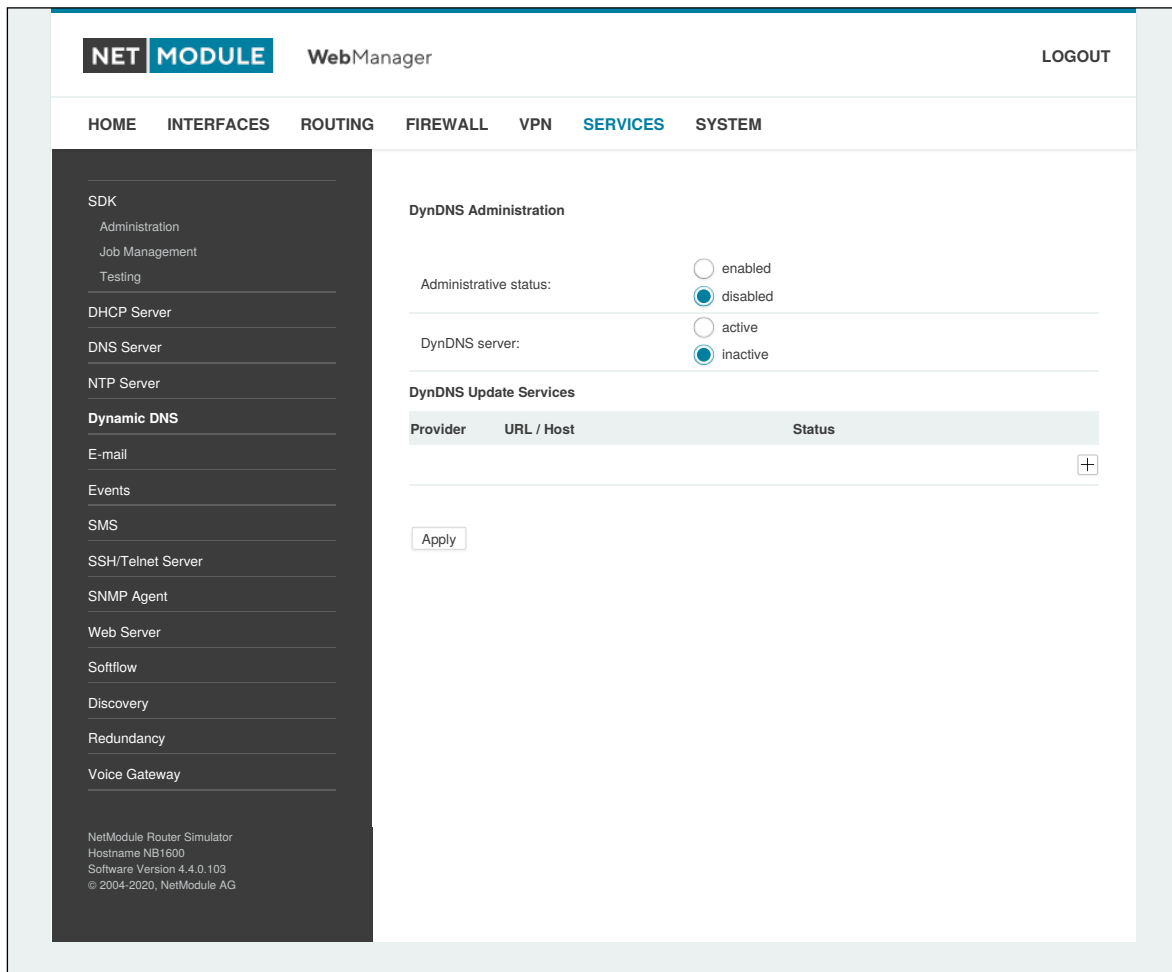 NET MODULE WebManager LOGOUT
HOME INTERFACES ROUTING FIREWALL VPN SERVICES SYSTEM
SDK
Administration
Job Management
Testing
DHCP Server
DNS Server
NTP Server
Dynamic DNS
E-mail
Events
SMS
SSH/Telnet Server
SNMP Agent
Web Server
Softflow
Discovery
Redundancy
Voice Gateway
NetModule Router Simulator
Hostname NB1600
Software Version 4.4.0.103
© 2004-2020, NetModule AG
DynDNS Administration
Administrative status:
enabled
disabled
DynDNS server:
active
inactive
DynDNS Update Services
Provider URL / Host Status
Apply